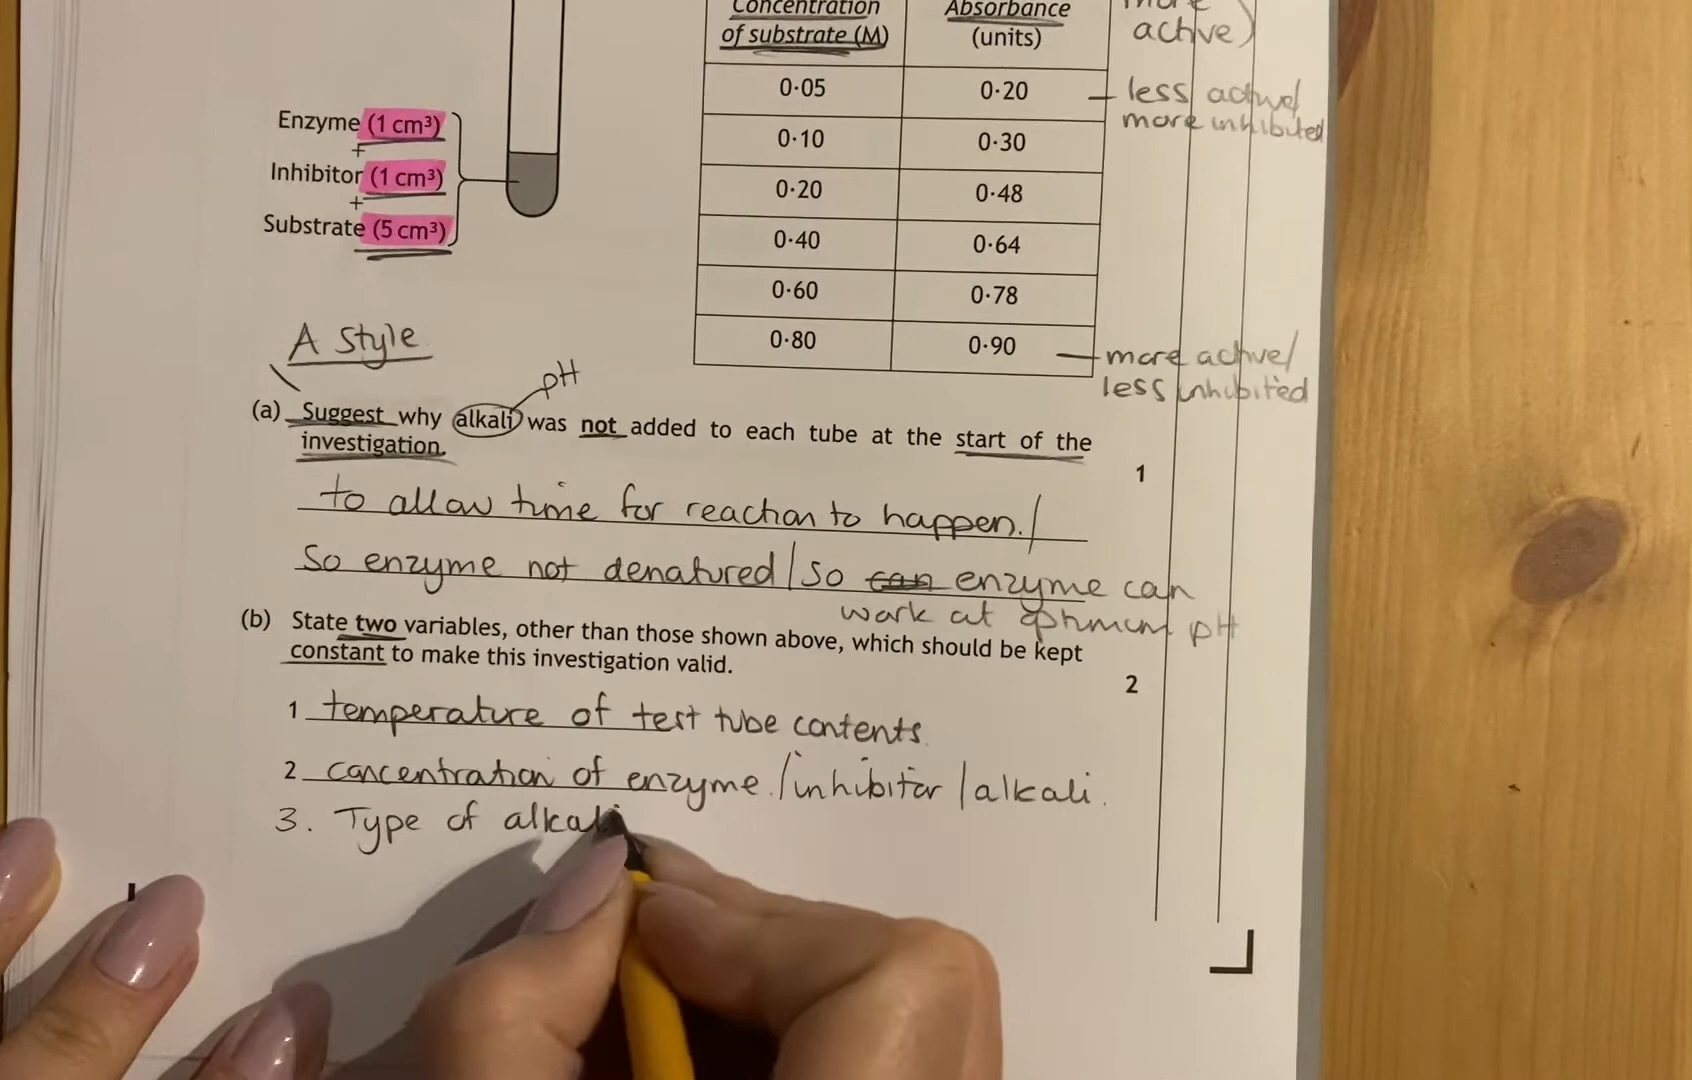 Concentration
of substrate (M)
Absorbance
(units)
active)
0·05 0·20
less active/
more inhibited
0·10 0·30
0·20 0·48
0·40 0·64
0·60 0·78
0·80 0·90
more active/
less inhibited
Enzyme (1 cm³)
+
Inhibitor (1 cm³)
+
Substrate (5 cm³)
A style
pH
(a) Suggest why alkali was not added to each tube at the start of the
investigation.
1
to allow time for reaction to happen./
So enzyme not denatured/so can enzyme can
work at optimum pH
(b) State two variables, other than those shown above, which should be kept
constant to make this investigation valid.
2
1 temperature of test tube contents.
2 concentration of enzyme./inhibitor/alkali.
3. Type of alkali